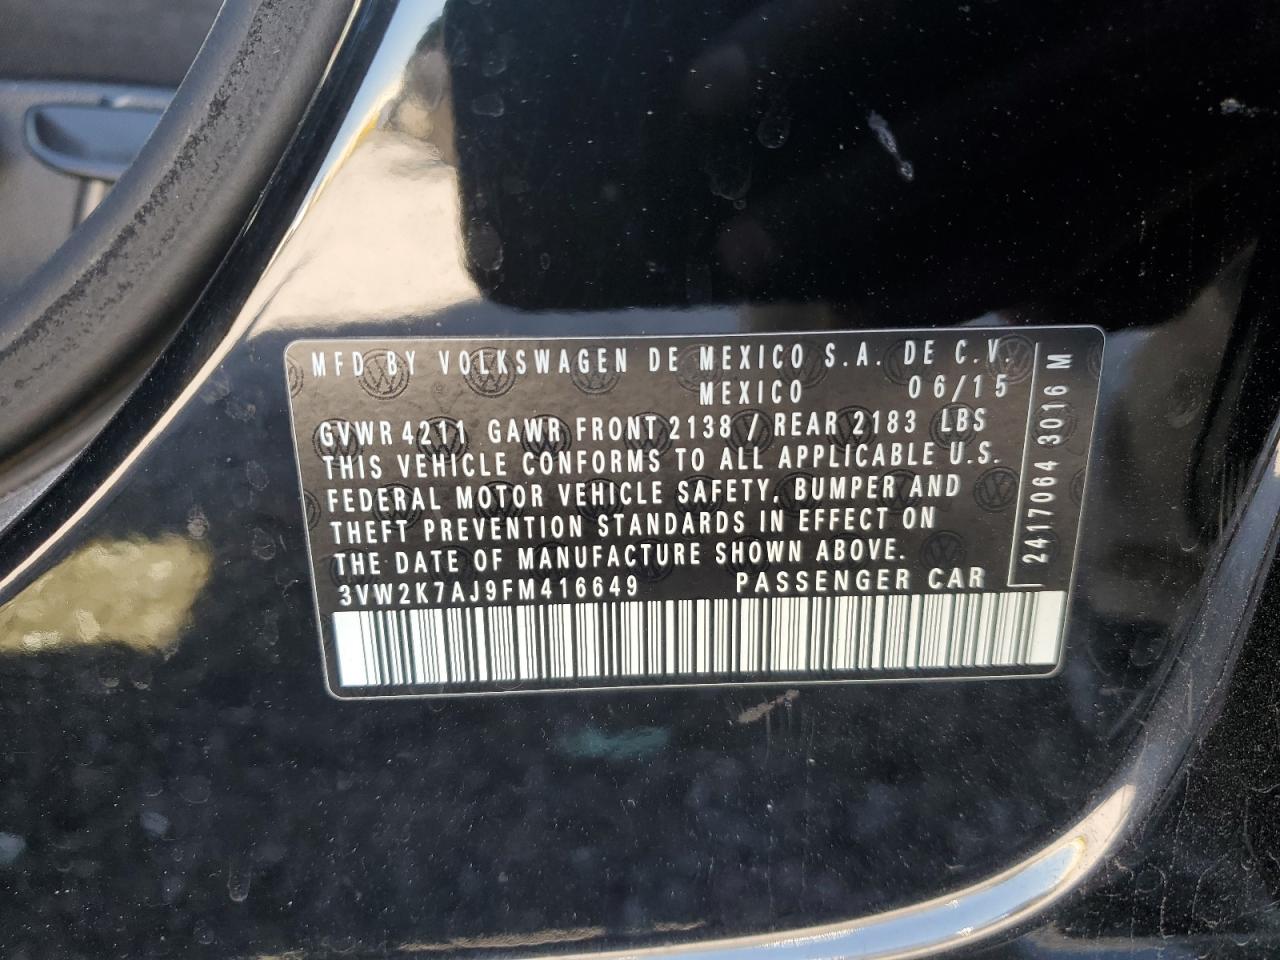 MFD BY VOLKSWAGEN DE MEXICO S.A. DE C.V.
MEXICO 06/15
GVWR 4211 GAWR FRONT 2138 / REAR 2183 LBS
THIS VEHICLE CONFORMS TO ALL APPLICABLE U.S.
FEDERAL MOTOR VEHICLE SAFETY, BUMPER AND
THEFT PREVENTION STANDARDS IN EFFECT ON
THE DATE OF MANUFACTURE SHOWN ABOVE.
3VW2K7AJ9FM416649 PASSENGER CAR
2417064 3016 M